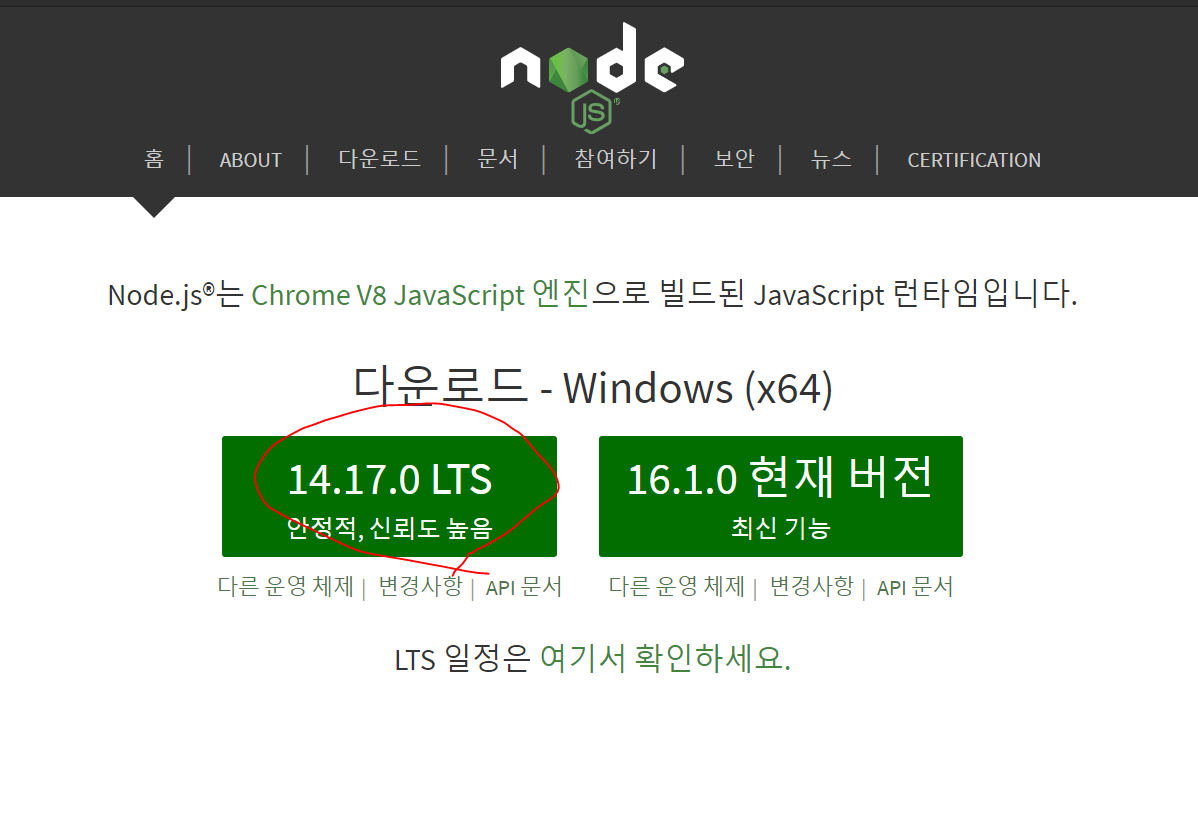 node
JS®
홈 | ABOUT | 다운로드 | 문서 | 참여하기 | 보안 | 뉴스 | CERTIFICATION
Node.js®는 Chrome V8 JavaScript 엔진으로 빌드된 JavaScript 런타임입니다.
다운로드 - Windows (x64)
14.17.0 LTS
안정적, 신뢰도 높음
다른 운영 체제 | 변경사항 | API 문서
16.1.0 현재 버전
최신 기능
다른 운영 체제 | 변경사항 | API 문서
LTS 일정은 여기서 확인하세요.